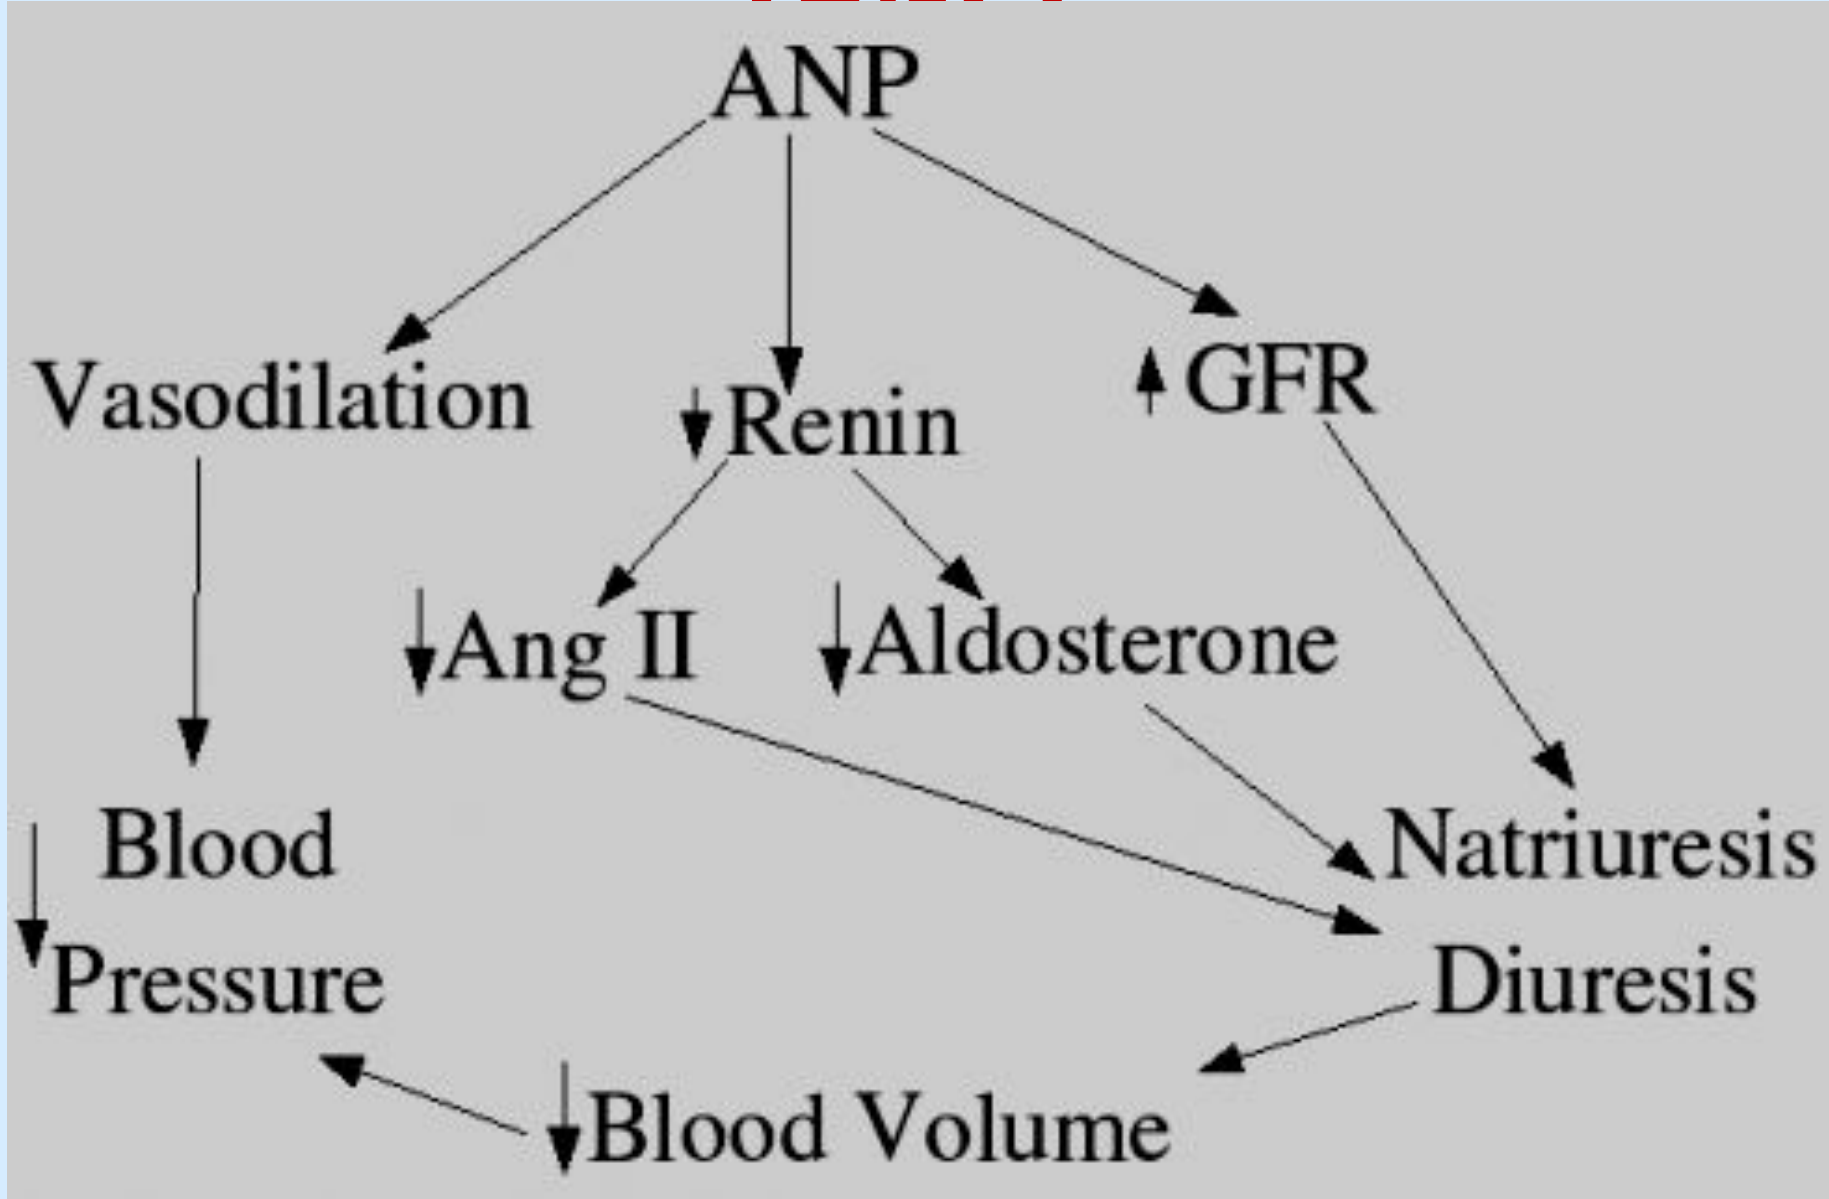 ANP
Vasodilation
↓ Renin
↑ GFR
↓ Ang II
↓ Aldosterone
↓ Blood
Pressure
Natriuresis
Diuresis
↓ Blood Volume